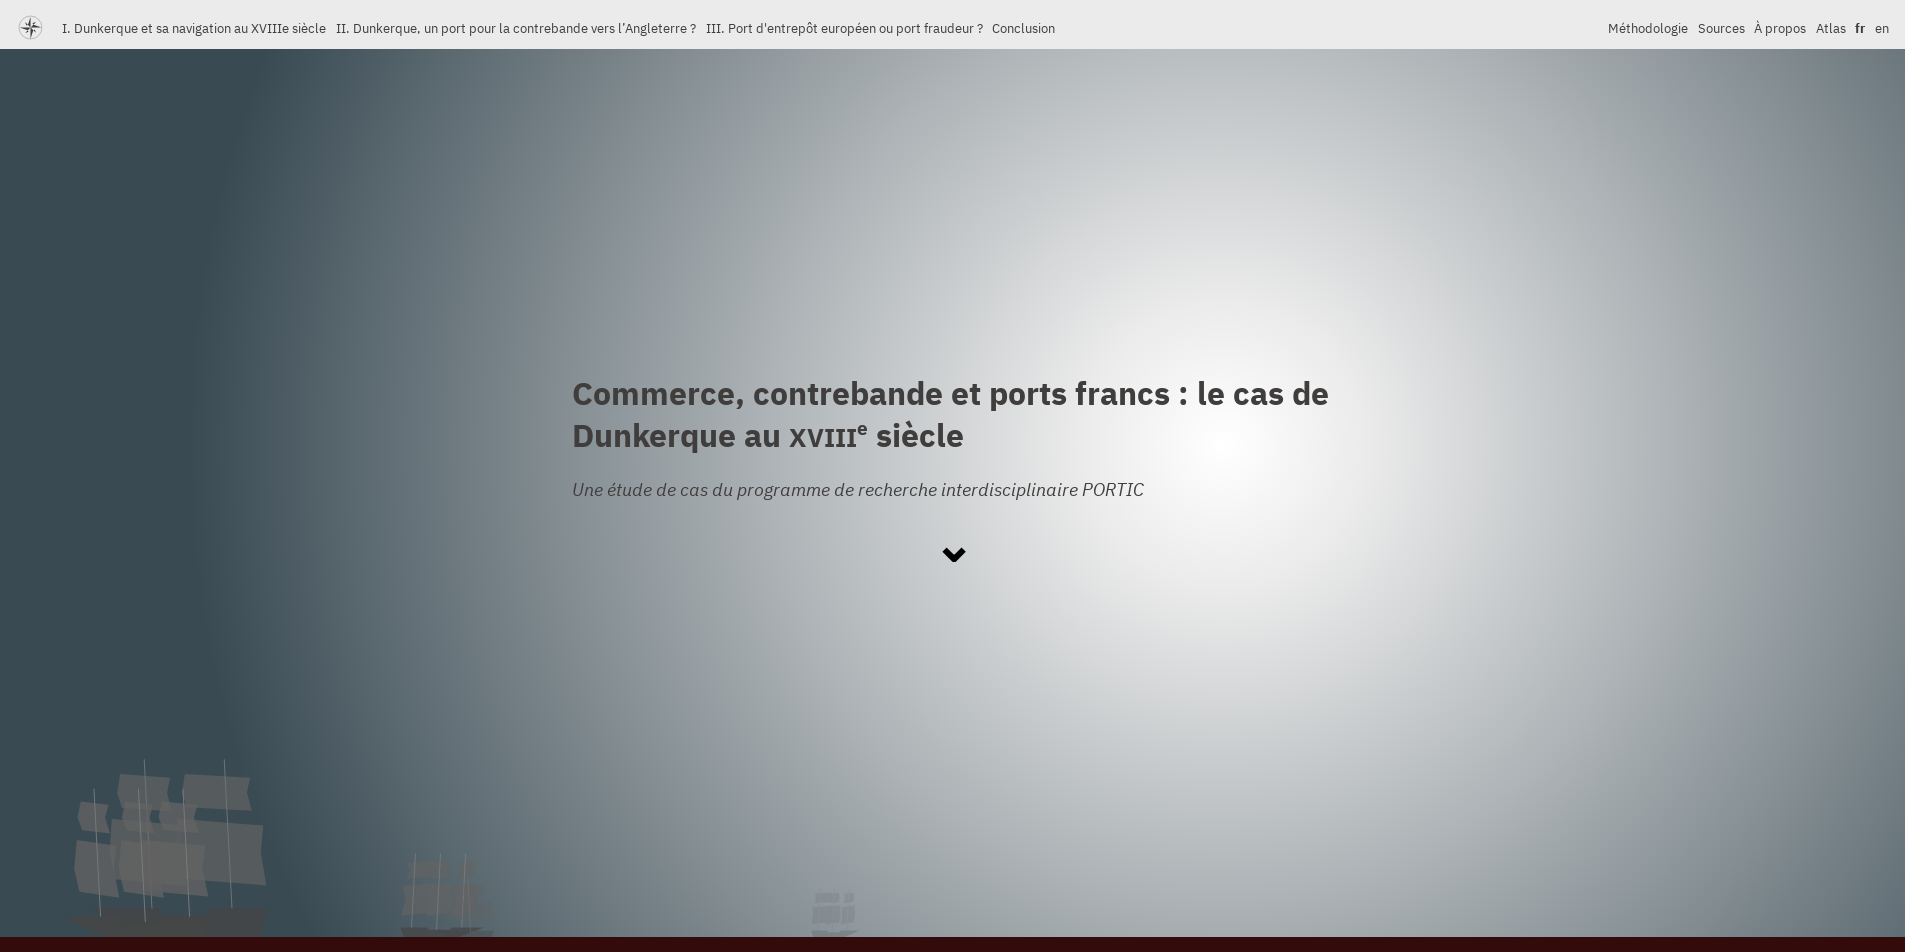 I. Dunkerque et sa navigation au XVIIIe siècle II. Dunkerque, un port pour la contrebande vers l’Angleterre ? III. Port d'entrepôt européen ou port fraudeur ? Conclusion Méthodologie Sources À propos Atlas fr en
Commerce, contrebande et ports francs : le cas de
Dunkerque au XVIIIe siècle
Une étude de cas du programme de recherche interdisciplinaire PORTIC